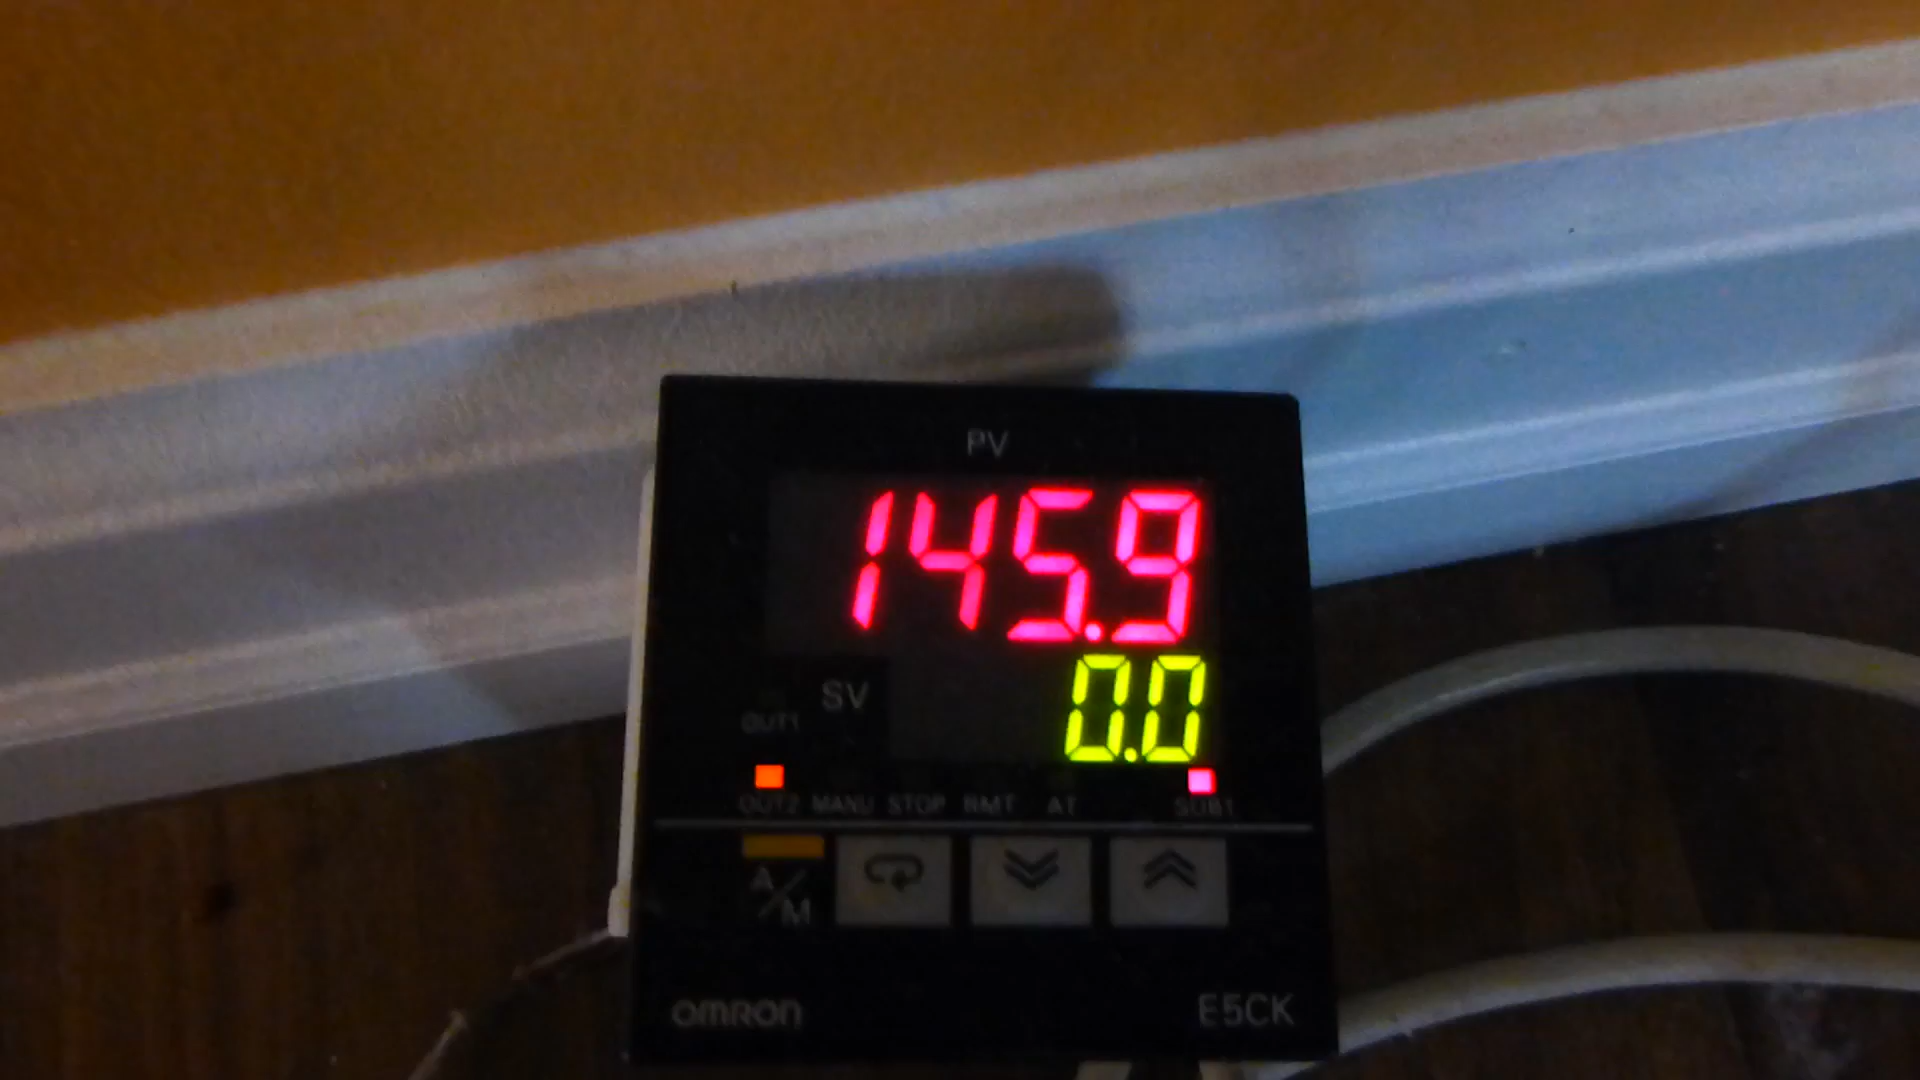 PV
145.9
SV
0.0
OUT1
OUT2 MANU STOP RMT AT SUB1
A/M
OMRON E5CK